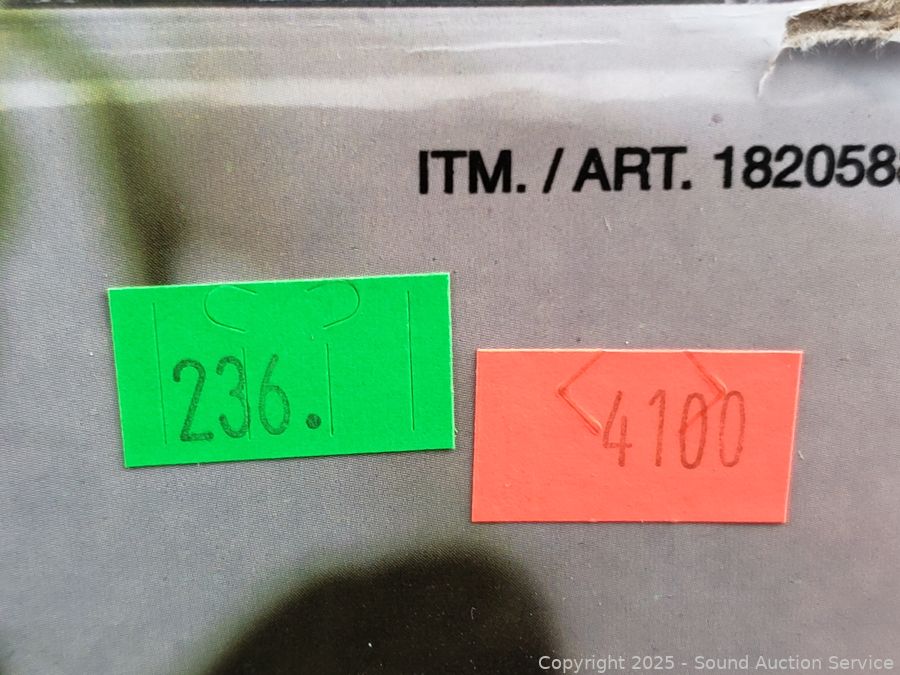 ITM. / ART. 182058
236.
4100
Copyright 2025 - Sound Auction Service